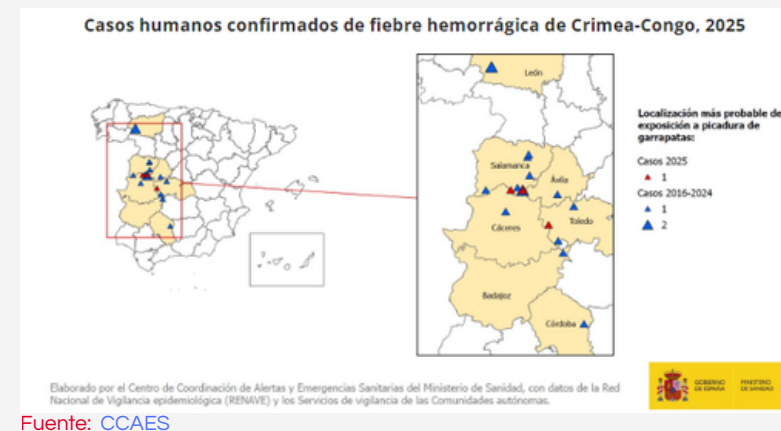 Casos humanos confirmados de fiebre hemorrágica de Crimea-Congo, 2025
León
Salamanca
Ávila
Cáceres
Toledo
Badajoz
Córdoba
Localización más probable de
exposición a picadura de
garrapatas:
Casos 2025
1
Casos 2016-2024
1
2
Elaborado por el Centro de Coordinación de Alertas y Emergencias Sanitarias del Ministerio de Sanidad, con datos de la Red
Nacional de Vigilancia epidemiológica (RENAVE) y los Servicios de vigilancia de las Comunidades autónomas.
GOBIERNO MINISTERIO
DE ESPAÑA DE SANIDAD
Fuente: CCAES